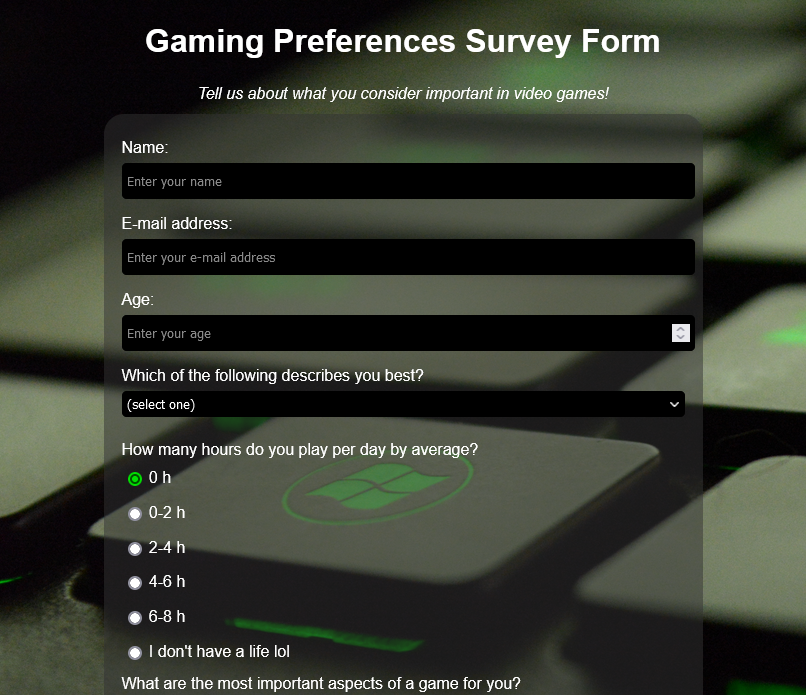 Gaming Preferences Survey Form
Tell us about what you consider important in video games!
Name:
Enter your name
E-mail address:
Enter your e-mail address
Age:
Enter your age
Which of the following describes you best?
(select one)
How many hours do you play per day by average?
0 h
0-2 h
2-4 h
4-6 h
6-8 h
I don't have a life lol
What are the most important aspects of a game for you?